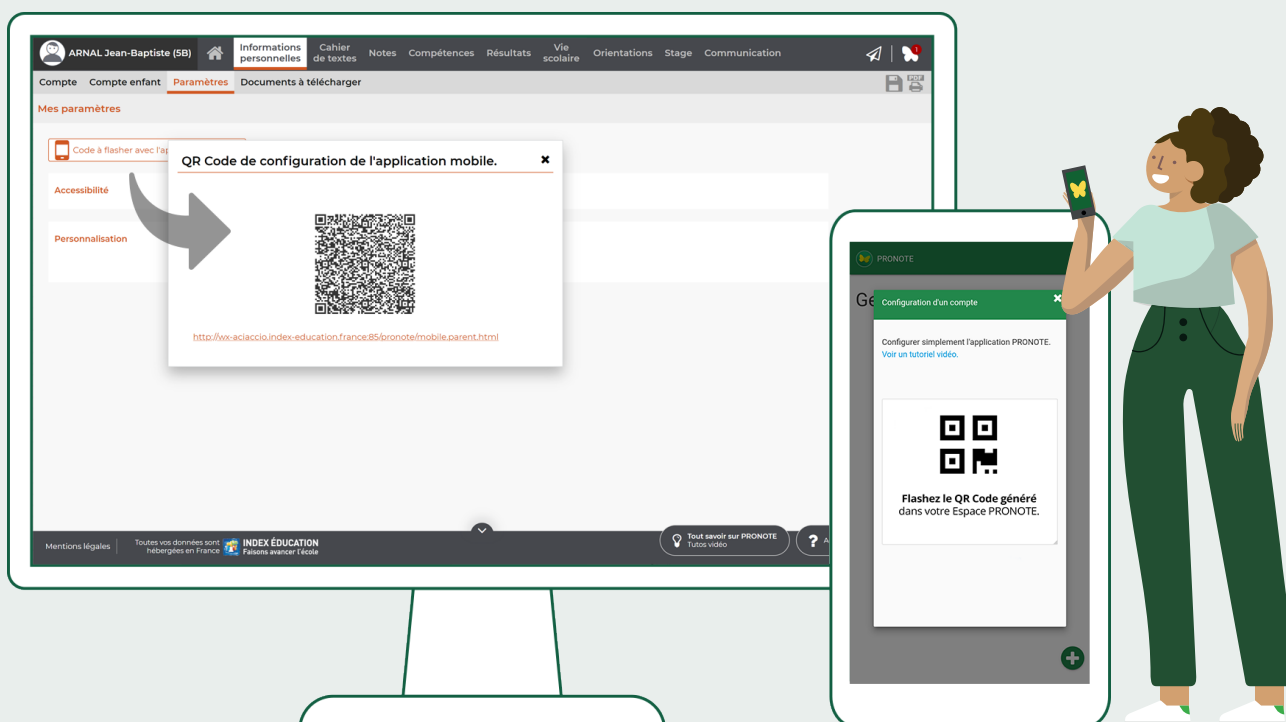 ARNAL Jean-Baptiste (5B)
Informations personnelles
Cahier de textes
Notes
Compétences
Résultats
Vie scolaire
Orientations
Stage
Communication
1
Compte
Compte enfant
Paramètres
Documents à télécharger
PDF
Mes paramètres
Code à flasher avec l'ap
QR Code de configuration de l'application mobile.
Accessibilité
Personnalisation
http://wx-aciaccio.index-education.france:85/pronote/mobile.parent.html
Mentions légales
Toutes vos données sont
hébergées en France
INDEX ÉDUCATION
Faisons avancer l'école
Tout savoir sur PRONOTE
Tutos vidéo
? A
PRONOTE
Ge
Configuration d'un compte
Configurer simplement l'application PRONOTE.
Voir un tutoriel vidéo.
Flashez le QR Code généré
dans votre Espace PRONOTE.